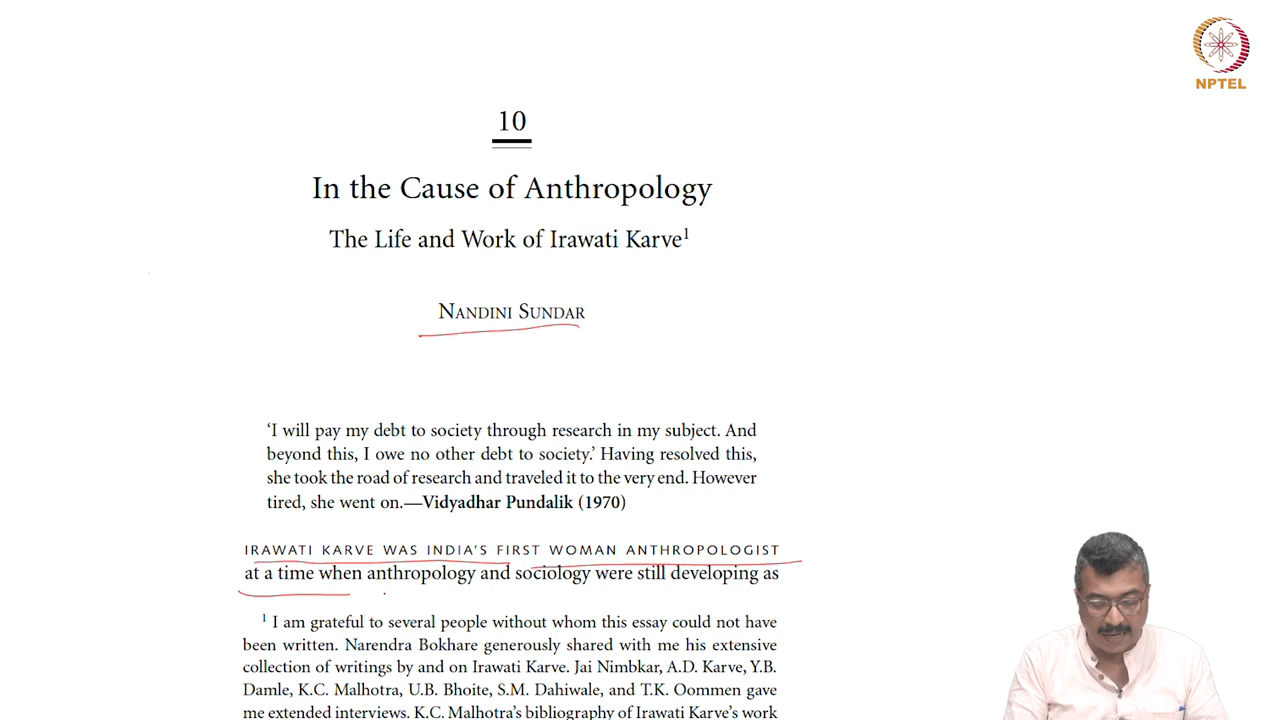 NPTEL
10
In the Cause of Anthropology
The Life and Work of Irawati Karve¹
NANDINI SUNDAR
‘I will pay my debt to society through research in my subject. And
beyond this, I owe no other debt to society.’ Having resolved this,
she took the road of research and traveled it to the very end. However
tired, she went on.—Vidyadhar Pundalik (1970)
IRAWATI KARVE WAS INDIA’S FIRST WOMAN ANTHROPOLOGIST
at a time when anthropology and sociology were still developing as
¹ I am grateful to several people without whom this essay could not have
been written. Narendra Bokhare generously shared with me his extensive
collection of writings by and on Irawati Karve. Jai Nimbkar, A.D. Karve, Y.B.
Damle, K.C. Malhotra, U.B. Bhoite, S.M. Dahiwale, and T.K. Oommen gave
me extended interviews. K.C. Malhotra’s bibliography of Irawati Karve’s work